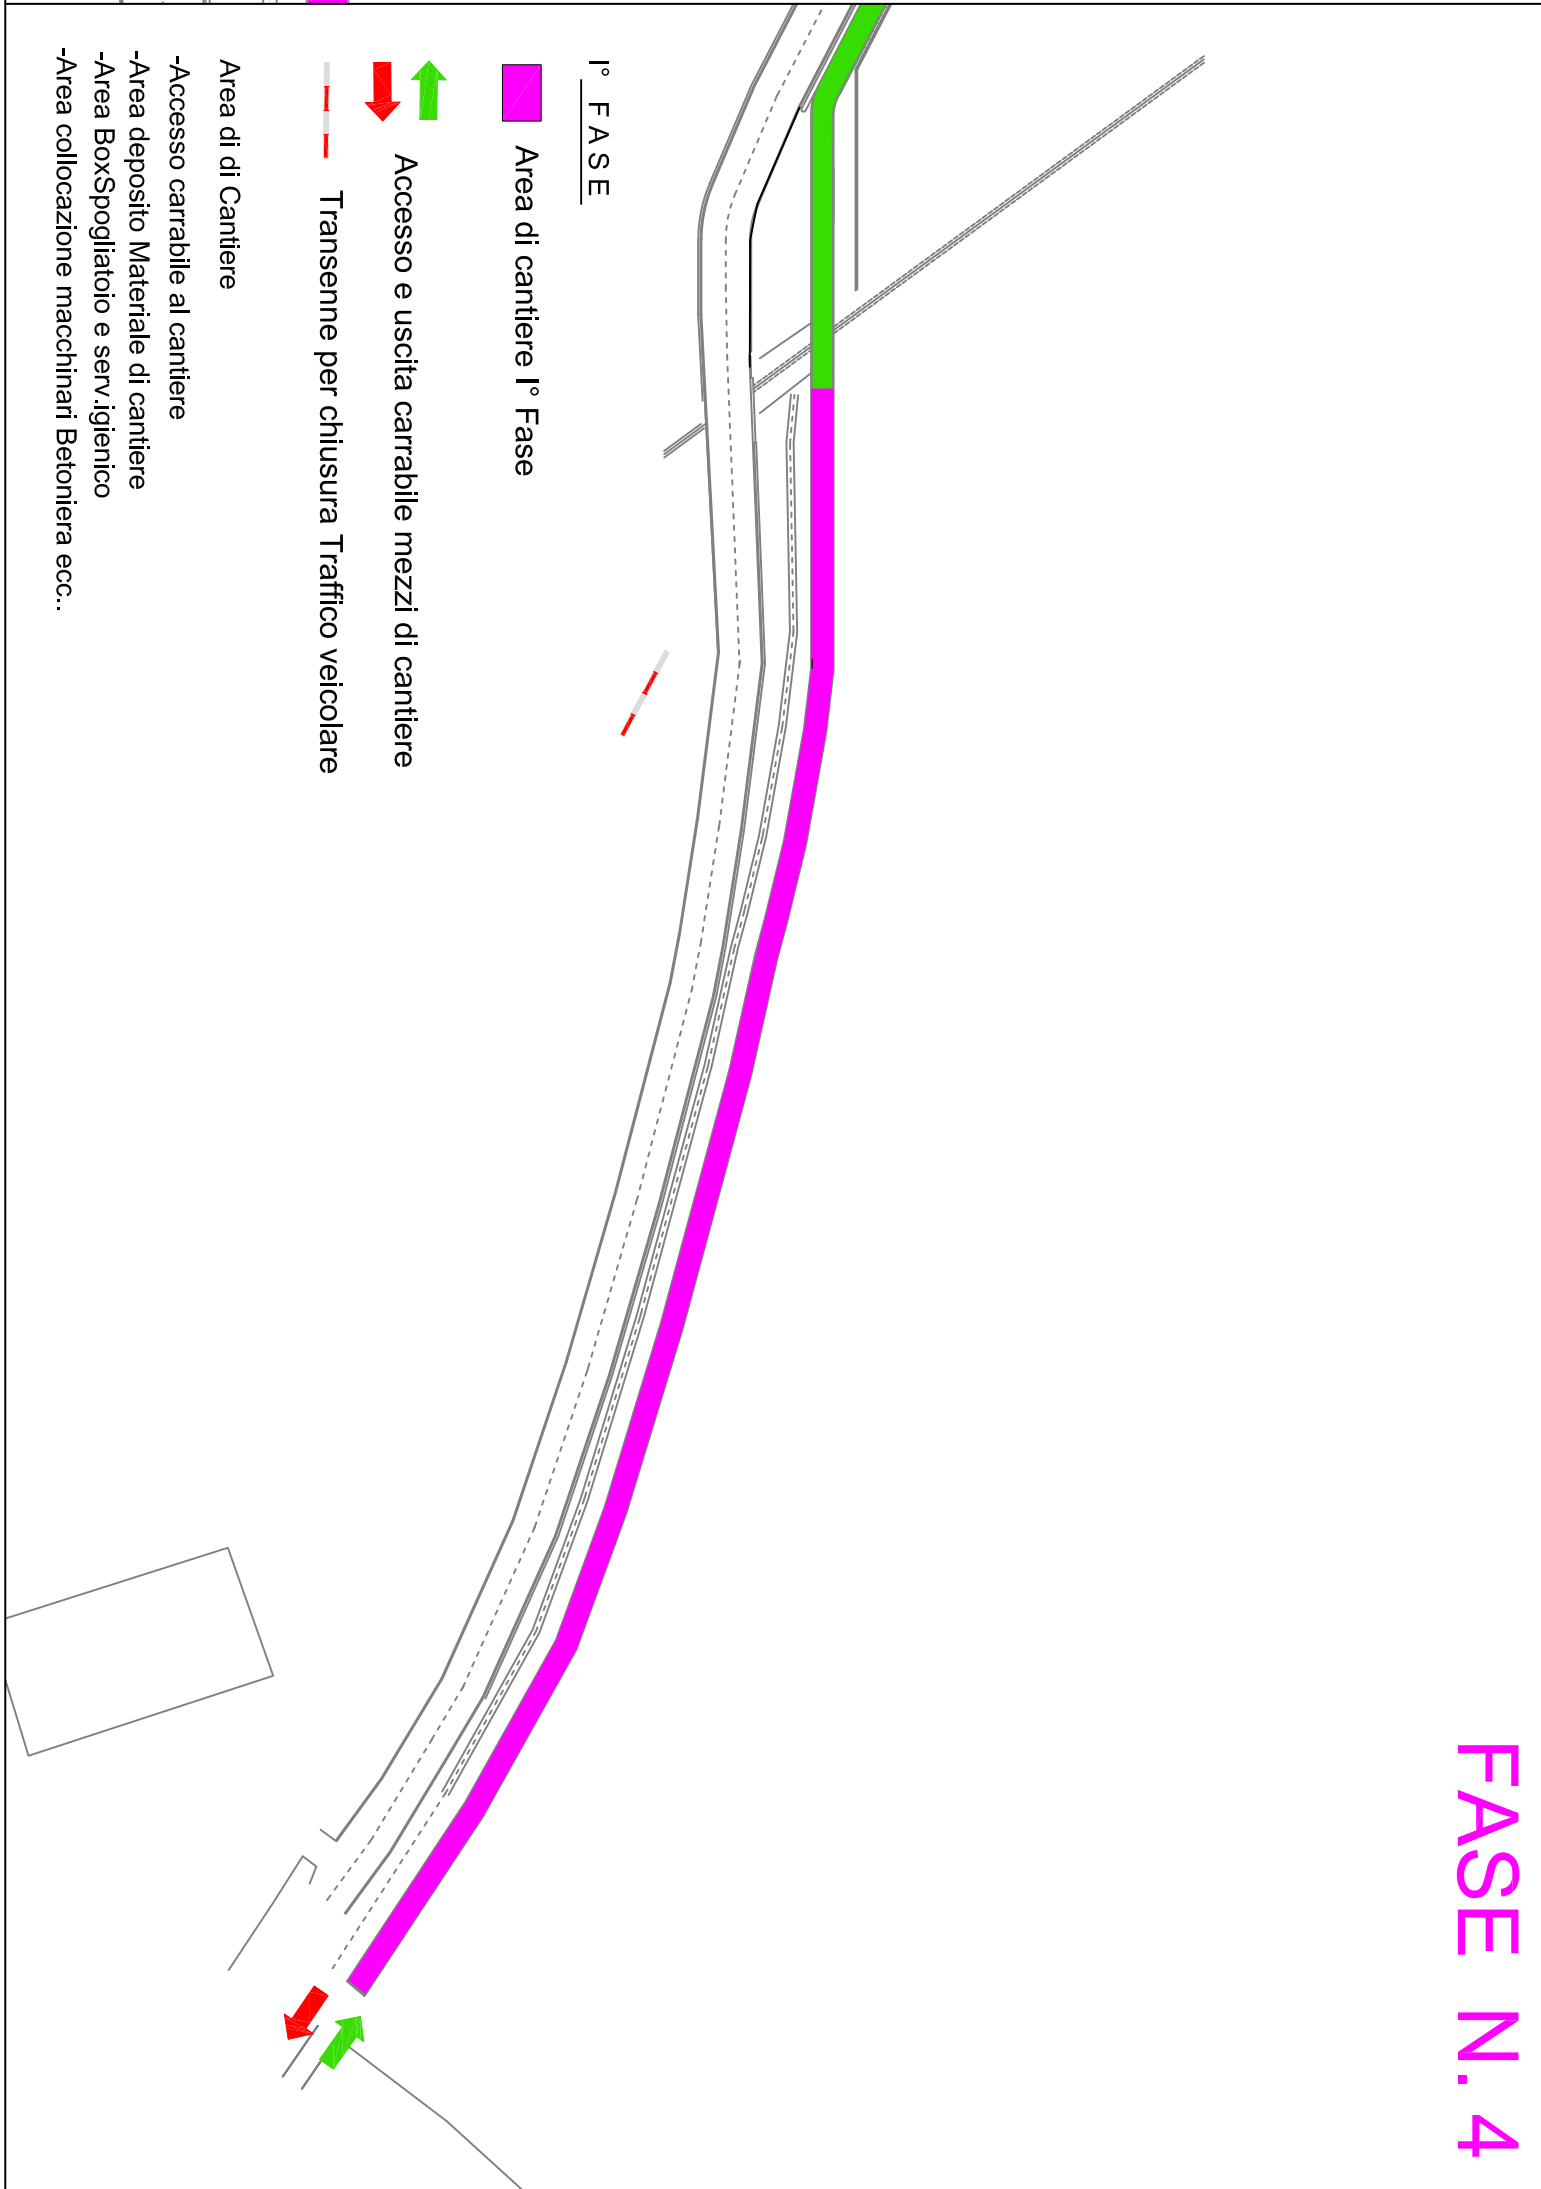 FASE N. 4
I° FASE
Area di cantiere I° Fase
Accesso e uscita carrabile mezzi di cantiere
Transenne per chiusura Traffico veicolare
Area di di Cantiere
-Accesso carrabile al cantiere
-Area deposito Materiale di cantiere
-Area BoxSpogliatoio e serv.igienico
-Area collocazione macchinari Betoniera ecc..